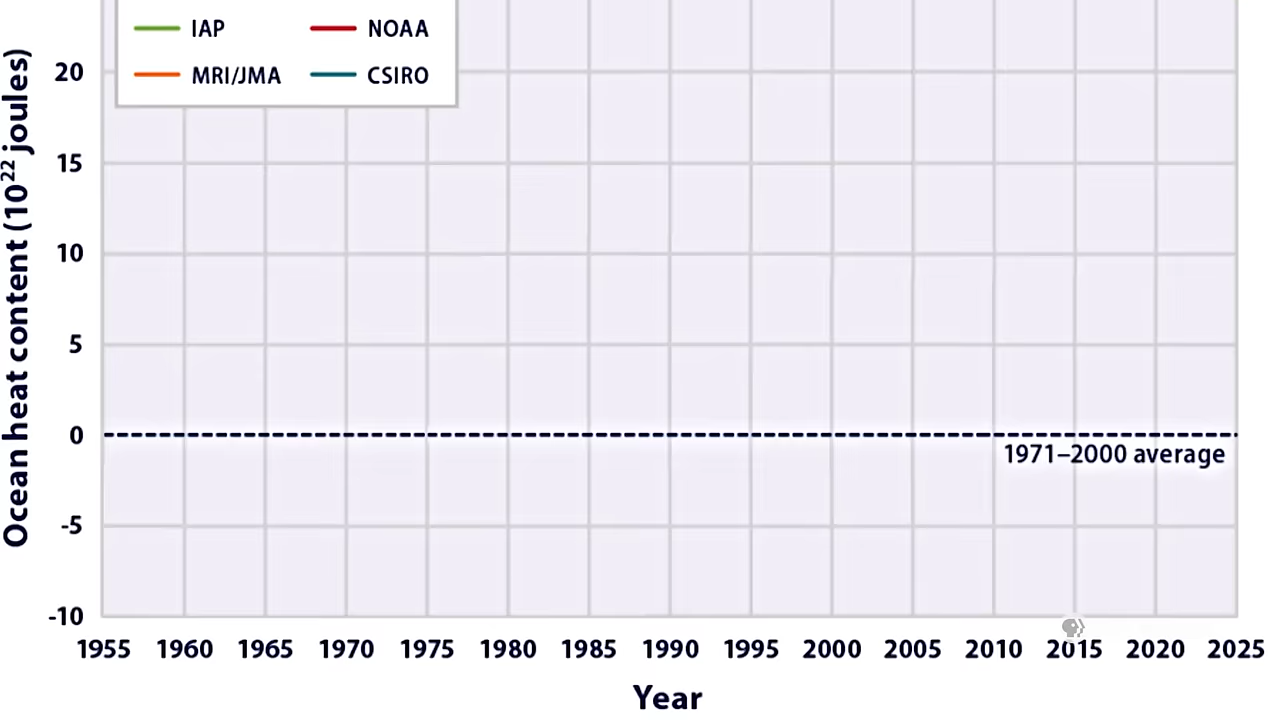 IAP
NOAA
MRI/JMA
CSIRO
Ocean heat content (10²² joules)
20
15
10
5
0
-5
-10
1971–2000 average
1955 1960 1965 1970 1975 1980 1985 1990 1995 2000 2005 2010 2015 2020 2025
Year